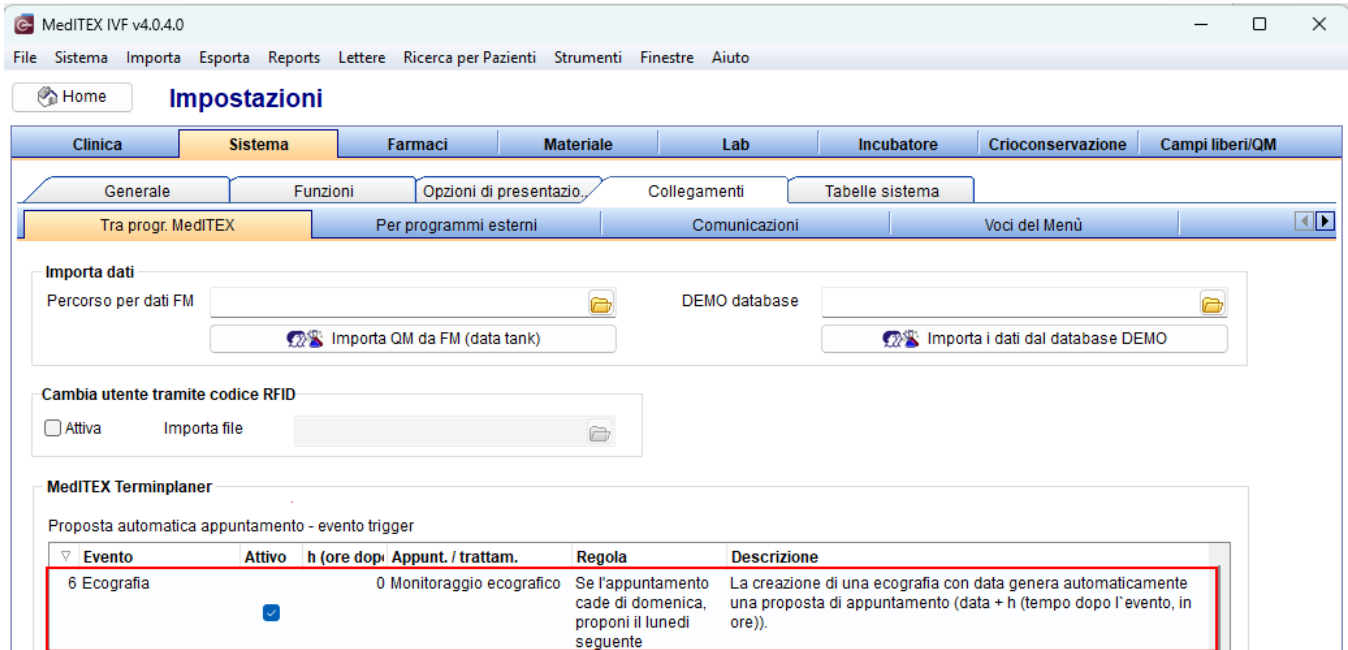 MedITEX IVF v4.0.4.0
File Sistema Importa Esporta Reports Lettere Ricerca per Pazienti Strumenti Finestre Aiuto
Home Impostazioni
Clinica Sistema Farmaci Materiale Lab Incubatore Crioconservazione Campi liberi/QM
Generale Funzioni Opzioni di presentazio.. Collegamenti Tabelle sistema
Tra progr. MedITEX Per programmi esterni Comunicazioni Voci del Menù
Importa dati
Percorso per dati FM DEMO database
Importa QM da FM (data tank) Importa i dati dal database DEMO
Cambia utente tramite codice RFID
Attiva Importa file
MedITEX Terminplaner
Proposta automatica appuntamento - evento trigger
Evento Attivo h (ore dop Appunt. / trattam. Regola Descrizione
6 Ecografia 0 Monitoraggio ecografico Se l'appuntamento La creazione di una ecografia con data genera automaticamente
cade di domenica, una proposta di appuntamento (data + h (tempo dopo l`evento, in
proponi il lunedi ore)).
seguente